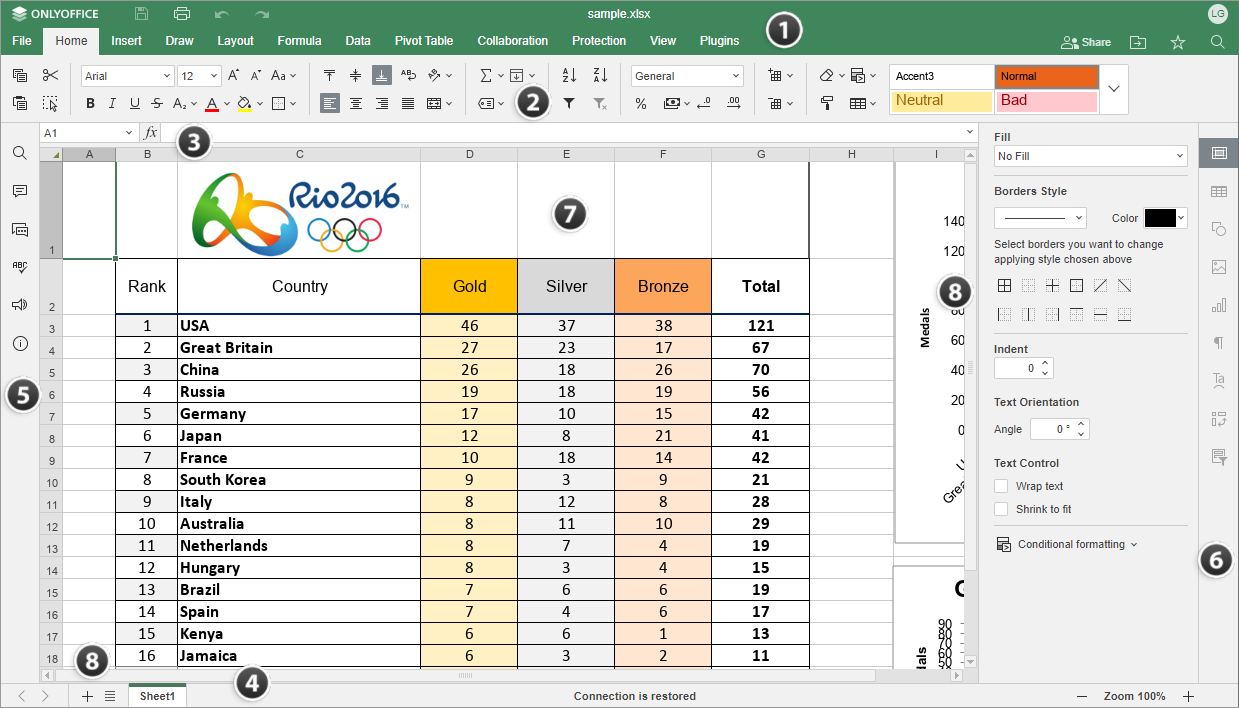 ONLYOFFICE sample.xlsx LG
File Home Insert Draw Layout Formula Data Pivot Table Collaboration Protection View Plugins 1 Share
Arial 12 Aa General Accent3 Normal
B I U S A₂ A 2 % Neutral Bad
A1 fx 3
A B C D E F G H I
Fill
No Fill
Borders Style
Color
Select borders you want to change
applying style chosen above
Indent
0
Text Orientation
Angle 0 °
Text Control
Wrap text
Shrink to fit
Conditional formatting
1 Rio2016™ 7
2 Rank Country Gold Silver Bronze Total
3 1 USA 46 37 38 121
4 2 Great Britain 27 23 17 67
5 3 China 26 18 26 70
6 4 Russia 19 18 19 56
7 5 Germany 17 10 15 42
8 6 Japan 12 8 21 41
9 7 France 10 18 14 42
10 8 South Korea 9 3 9 21
11 9 Italy 8 12 8 28
12 10 Australia 8 11 10 29
13 11 Netherlands 8 7 4 19
14 12 Hungary 8 3 4 15
15 13 Brazil 7 6 6 19
16 14 Spain 7 4 6 17
17 15 Kenya 6 6 1 13
18 16 Jamaica 6 3 2 11
140
120
8
80
60
40
20
0
Medals
90
80
70
60
50
5
6
8
4
Sheet1 Connection is restored Zoom 100%